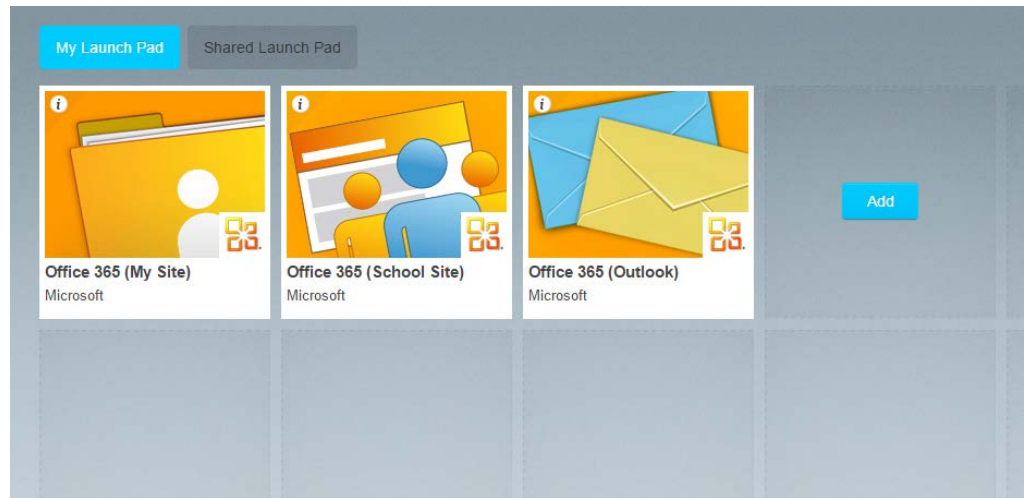 My Launch Pad
Shared Launch Pad
i
i
i
Office 365 (My Site)
Microsoft
Office 365 (School Site)
Microsoft
Office 365 (Outlook)
Microsoft
Add